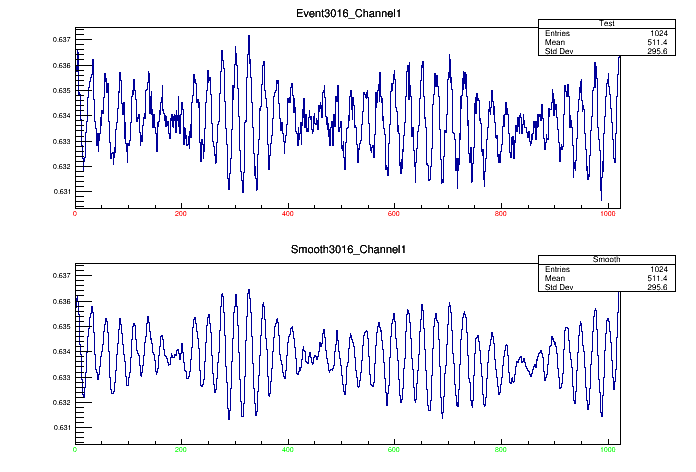 Event3016_Channel1
Test
Entries 1024
Mean 511.4
Std Dev 295.6
0.637
0.636
0.635
0.634
0.633
0.632
0.631
0 200 400 600 800 1000
Smooth3016_Channel1
Smooth
Entries 1024
Mean 511.4
Std Dev 295.6
0.637
0.636
0.635
0.634
0.633
0.632
0.631
0 200 400 600 800 1000